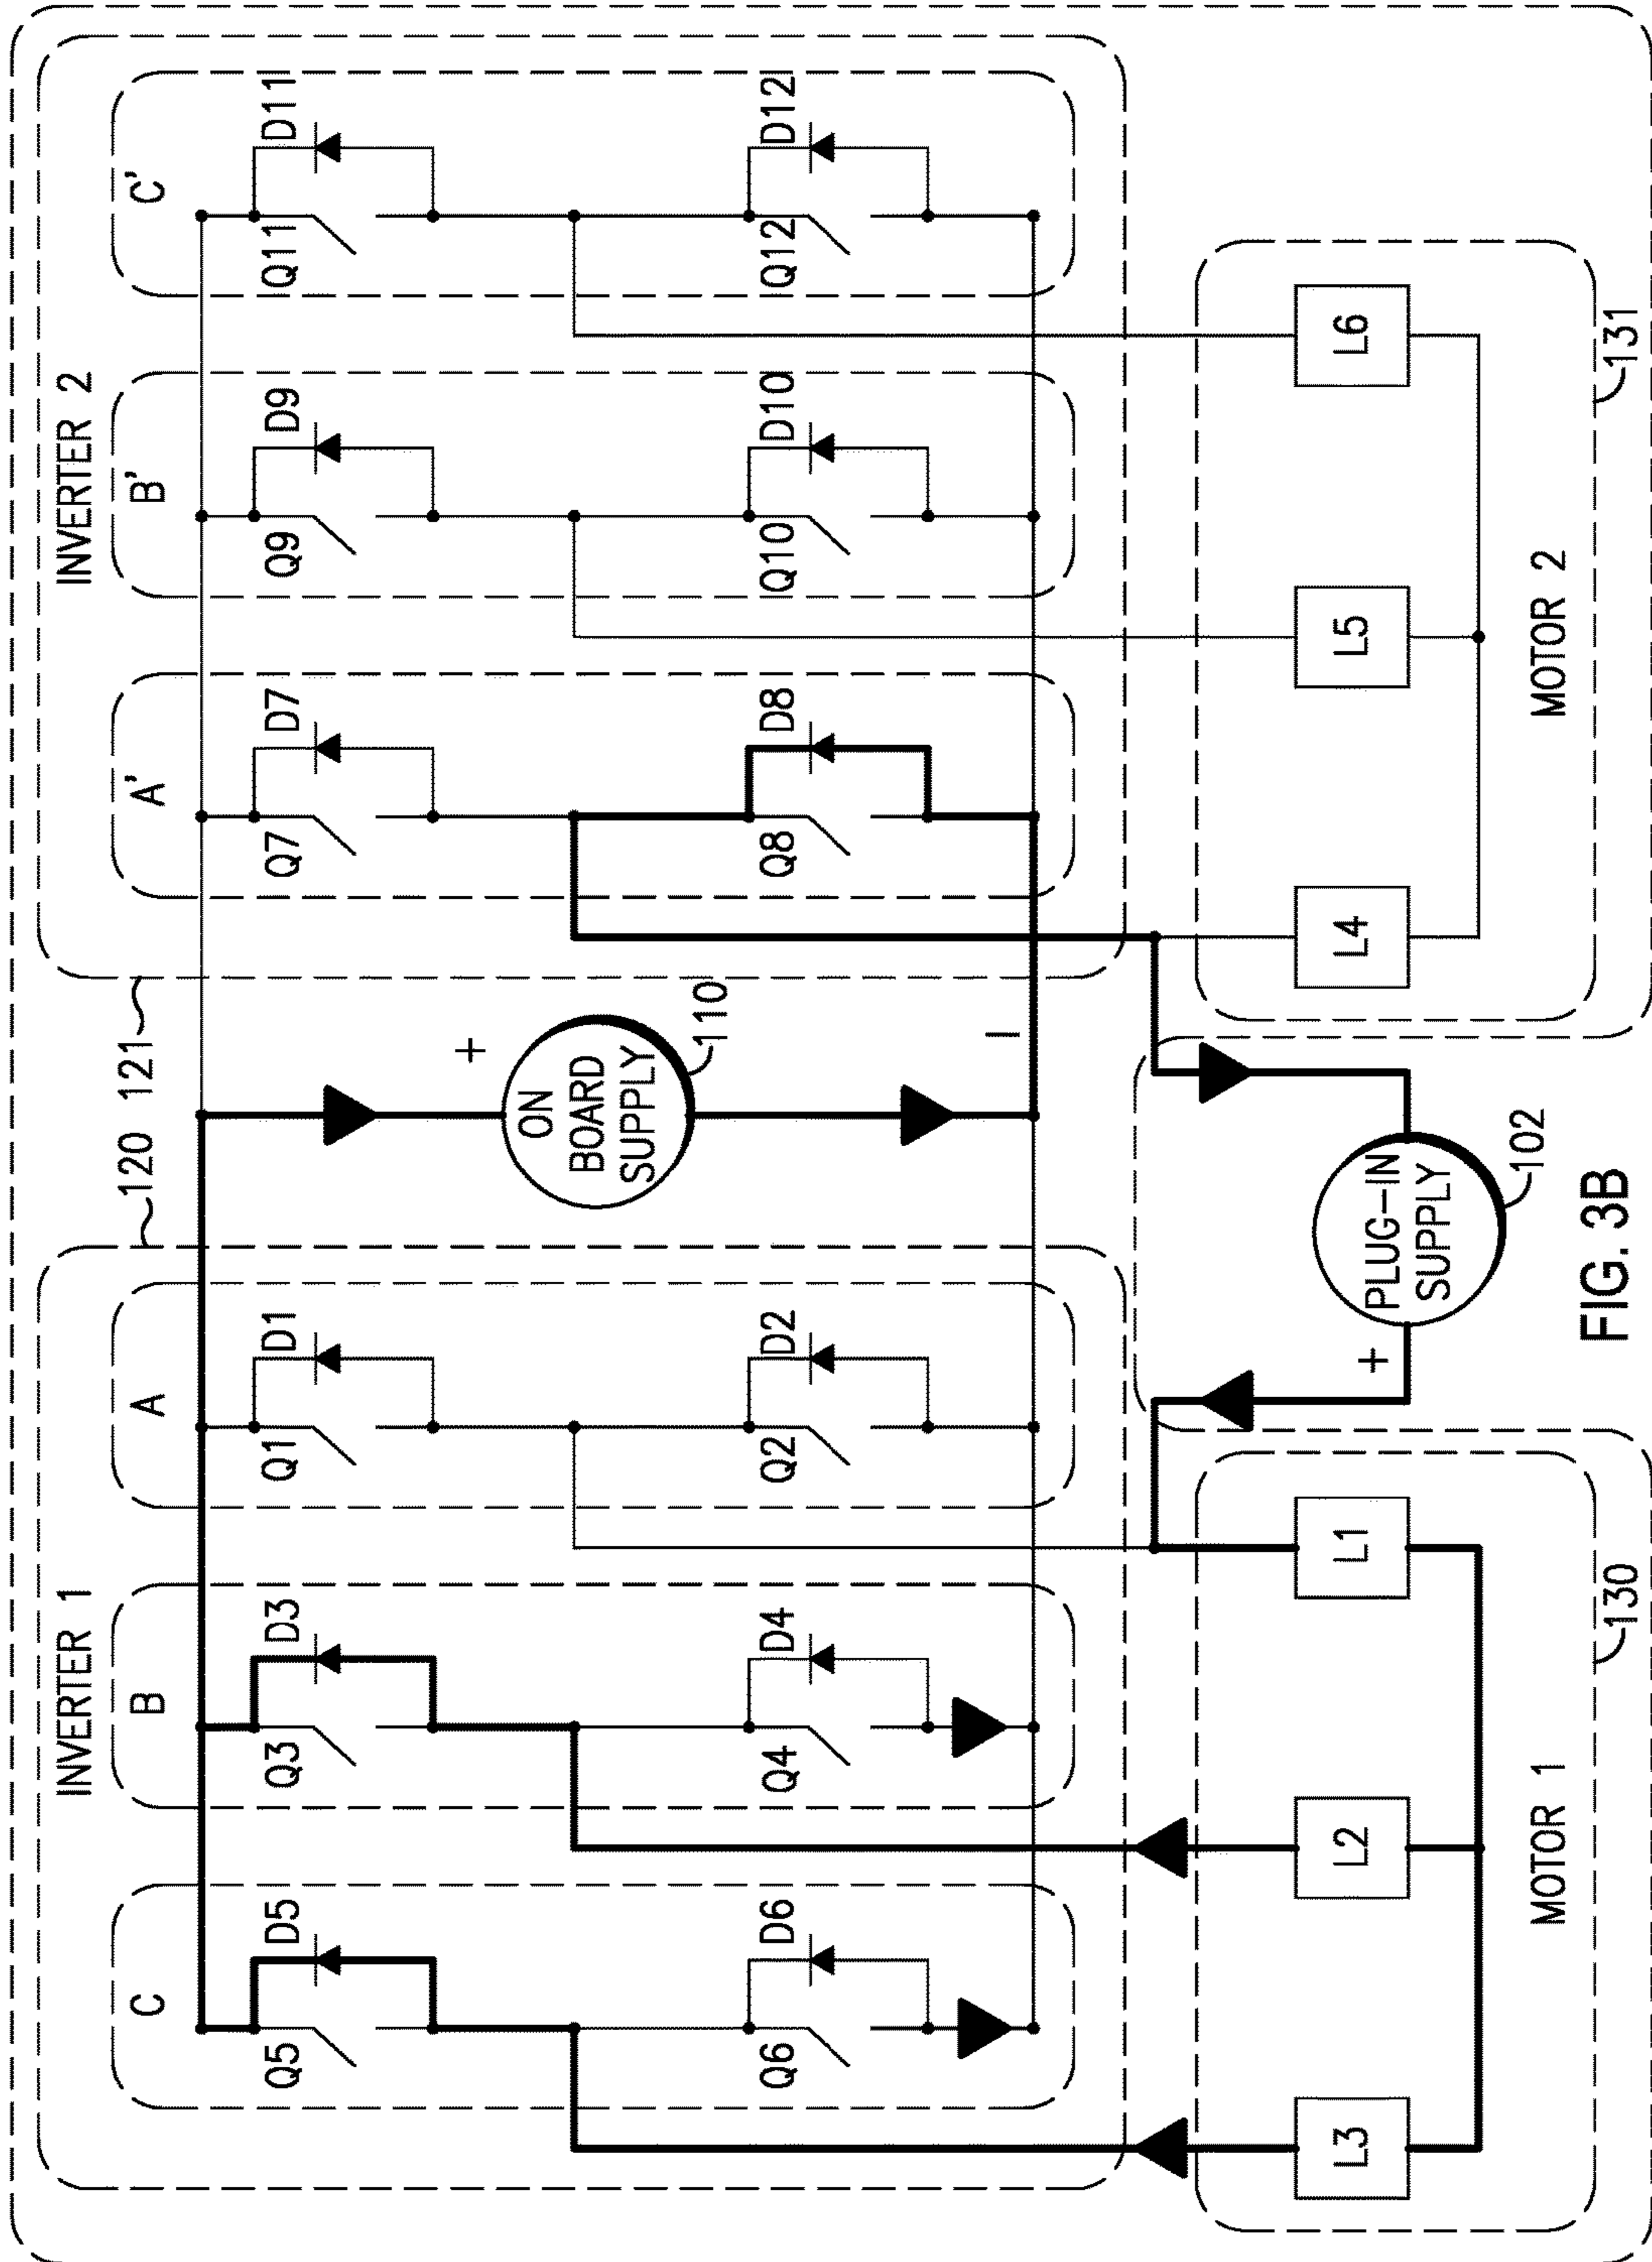 INVERTER 1
120
121
INVERTER 2
C
B
A
A'
B'
C'
Q5
D5
Q3
D3
Q1
D1
+
Q7
D7
Q9
D9
Q11
D11
ON
BOARD
SUPPLY
110
Q6
D6
Q4
D4
Q2
D2
Q8
D8
Q10
D10
Q12
D12
–
L3
L2
L1
+
PLUG-IN
SUPPLY
102
L4
L5
L6
MOTOR 1
130
MOTOR 2
131
FIG. 3B